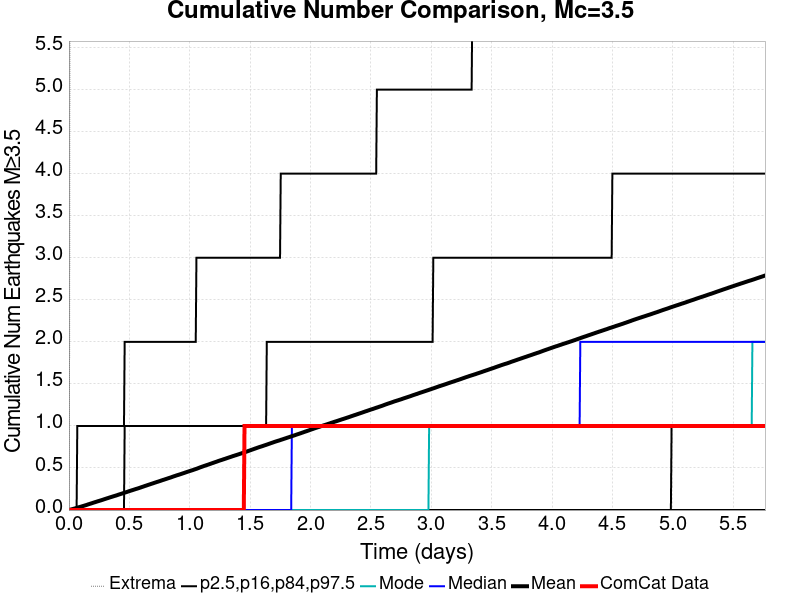 Cumulative Number Comparison, Mc=3.5
Cumulative Num Earthquakes M≥3.5
5.5
5.0
4.5
4.0
3.5
3.0
2.5
2.0
1.5
1.0
0.5
0.0
0.0 0.5 1.0 1.5 2.0 2.5 3.0 3.5 4.0 4.5 5.0 5.5
Time (days)
Extrema p2.5,p16,p84,p97.5 Mode Median Mean ComCat Data